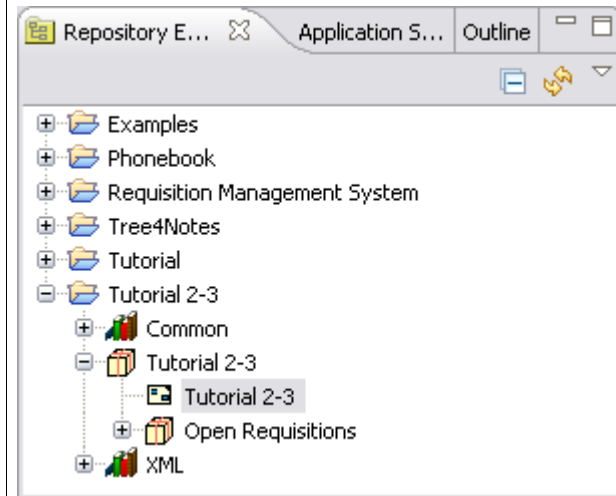 Repository E... Application S... Outline
Examples
Phonebook
Requisition Management System
Tree4Notes
Tutorial
Tutorial 2-3
Common
Tutorial 2-3
Tutorial 2-3
Open Requisitions
XML